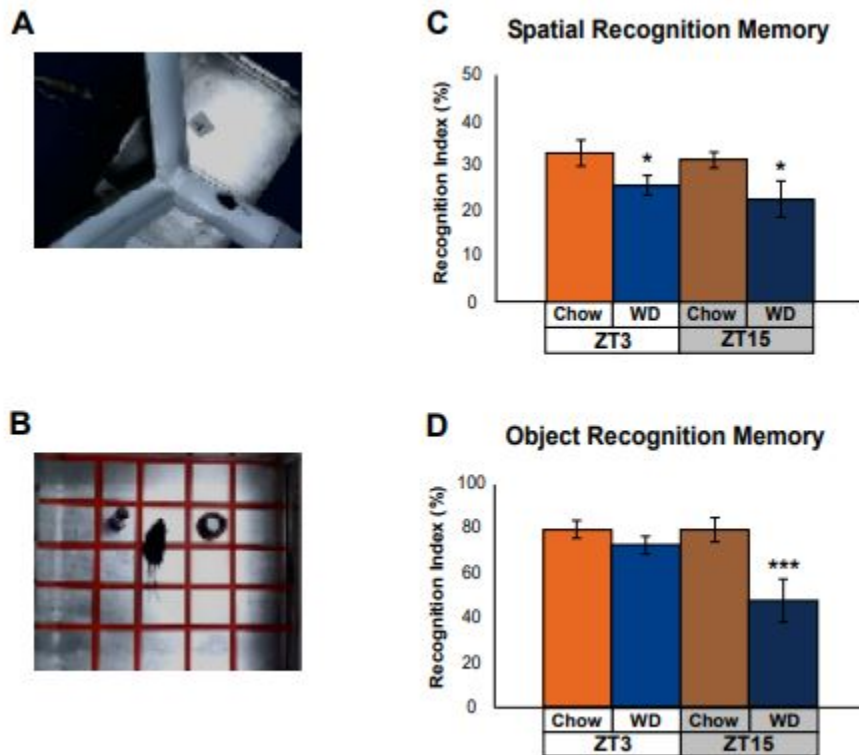 A
B
C
Spatial Recognition Memory
Recognition Index (%)
50
40
30
20
10
0
*
*
Chow WD Chow WD
ZT3 ZT15
D
Object Recognition Memory
Recognition Index (%)
100
80
60
40
20
0
***
Chow WD Chow WD
ZT3 ZT15